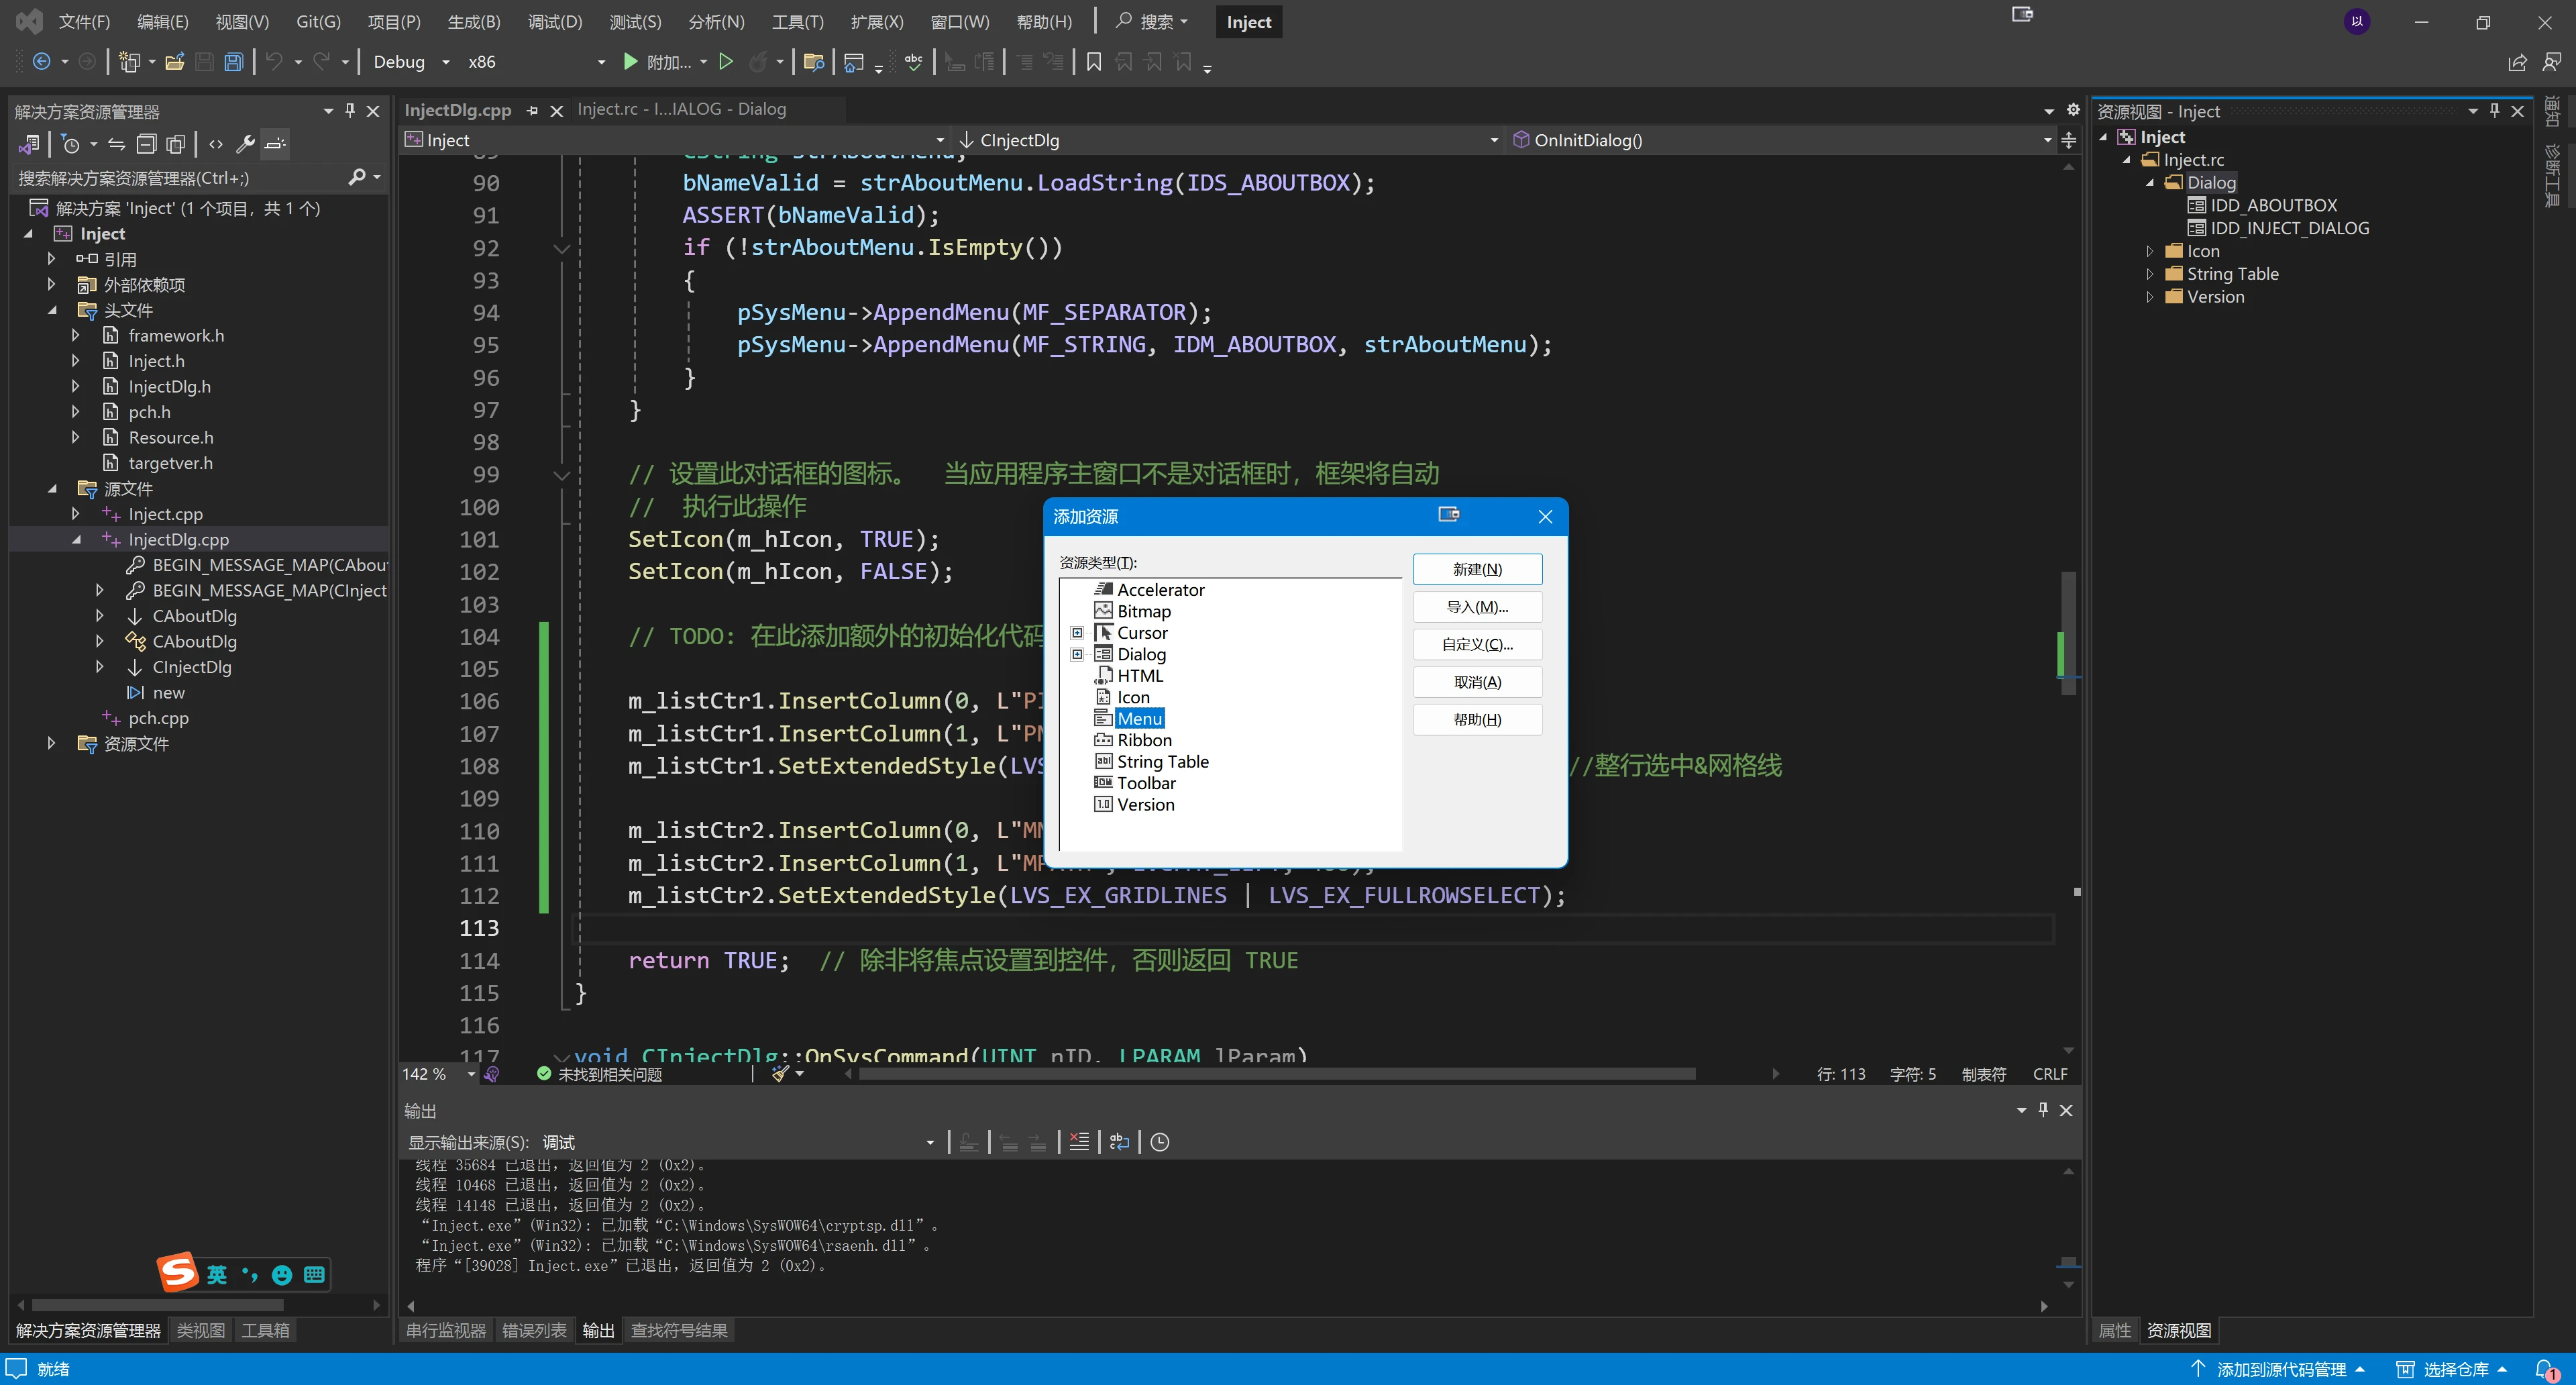 文件(F) 编辑(E) 视图(V) Git(G) 项目(P) 生成(B) 调试(D) 测试(S) 分析(N) 工具(T) 扩展(X) 窗口(W) 帮助(H) 搜索 Inject 以
Debug x86 附加...
解决方案资源管理器
搜索解决方案资源管理器(Ctrl+;)
解决方案 'Inject' (1 个项目，共 1 个)
Inject
引用
外部依赖项
头文件
framework.h
Inject.h
InjectDlg.h
pch.h
Resource.h
targetver.h
源文件
Inject.cpp
InjectDlg.cpp
BEGIN_MESSAGE_MAP(CAbou
BEGIN_MESSAGE_MAP(CInject
CAboutDlg
CAboutDlg
CInjectDlg
new
pch.cpp
资源文件
英
解决方案资源管理器 类视图 工具箱
InjectDlg.cpp Inject.rc - I...IALOG - Dialog
Inject CInjectDlg OnInitDialog()
90 bNameValid = strAboutMenu.LoadString(IDS_ABOUTBOX);
91 ASSERT(bNameValid);
92 if (!strAboutMenu.IsEmpty())
93 {
94 pSysMenu->AppendMenu(MF_SEPARATOR);
95 pSysMenu->AppendMenu(MF_STRING, IDM_ABOUTBOX, strAboutMenu);
96 }
97 }
98
99 // 设置此对话框的图标。  当应用程序主窗口不是对话框时，框架将自动
100 //  执行此操作
101 SetIcon(m_hIcon, TRUE);
102 SetIcon(m_hIcon, FALSE);
103
104 // TODO: 在此添加额外的初始化代码
105
106 m_listCtr1.InsertColumn(0, L"PI
107 m_listCtr1.InsertColumn(1, L"PN
108 m_listCtr1.SetExtendedStyle(LVS //整行选中&网格线
109
110 m_listCtr2.InsertColumn(0, L"MN
111 m_listCtr2.InsertColumn(1, L"MP
112 m_listCtr2.SetExtendedStyle(LVS_EX_GRIDLINES | LVS_EX_FULLROWSELECT);
113
114 return TRUE;  // 除非将焦点设置到控件，否则返回 TRUE
115 }
116
117 void CInjectDlg::OnSysCommand(UINT nID, LPARAM lParam)
142 % 未找到相关问题 行: 113 字符: 5 制表符 CRLF
添加资源
资源类型(T):
Accelerator
Bitmap
Cursor
Dialog
HTML
Icon
Menu
Ribbon
String Table
Toolbar
Version
新建(N)
导入(M)...
自定义(C)...
取消(A)
帮助(H)
输出
显示输出来源(S): 调试
线程 35684 已退出，返回值为 2 (0x2)。
线程 10468 已退出，返回值为 2 (0x2)。
线程 14148 已退出，返回值为 2 (0x2)。
“Inject.exe”(Win32): 已加载“C:\Windows\SysWOW64\cryptsp.dll”。
“Inject.exe”(Win32): 已加载“C:\Windows\SysWOW64\rsaenh.dll”。
程序“[39028] Inject.exe”已退出，返回值为 2 (0x2)。
串行监视器 错误列表 输出 查找符号结果
资源视图 - Inject
Inject
Inject.rc
Dialog
IDD_ABOUTBOX
IDD_INJECT_DIALOG
Icon
String Table
Version
属性 资源视图
通知
诊断工具
就绪 添加到源代码管理 选择仓库 1